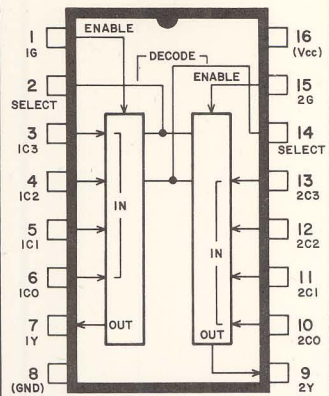 1
1G
2
SELECT
3
1C3
4
1C2
5
1C1
6
1C0
7
1Y
8
(GND)
ENABLE
DECODE
ENABLE
IN
OUT
IN
OUT
16
(Vcc)
15
2G
14
SELECT
13
2C3
12
2C2
11
2C1
10
2C0
9
2Y